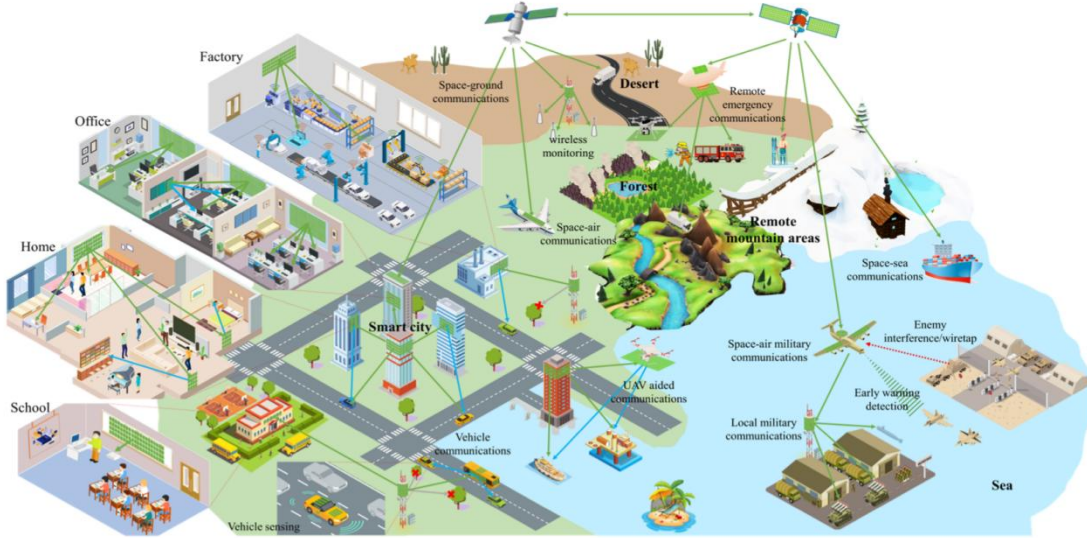 Factory
Office
Home
School
Space-ground
communications
Desert
Remote
emergency
communications
wireless
monitoring
Forest
Space-air
communications
Remote
mountain areas
Space-sea
communications
Smart city
Space-air military
communications
Enemy
interference/wiretap
UAV aided
communications
Early warning
detection
Local military
communications
Vehicle
communications
Sea
Vehicle sensing